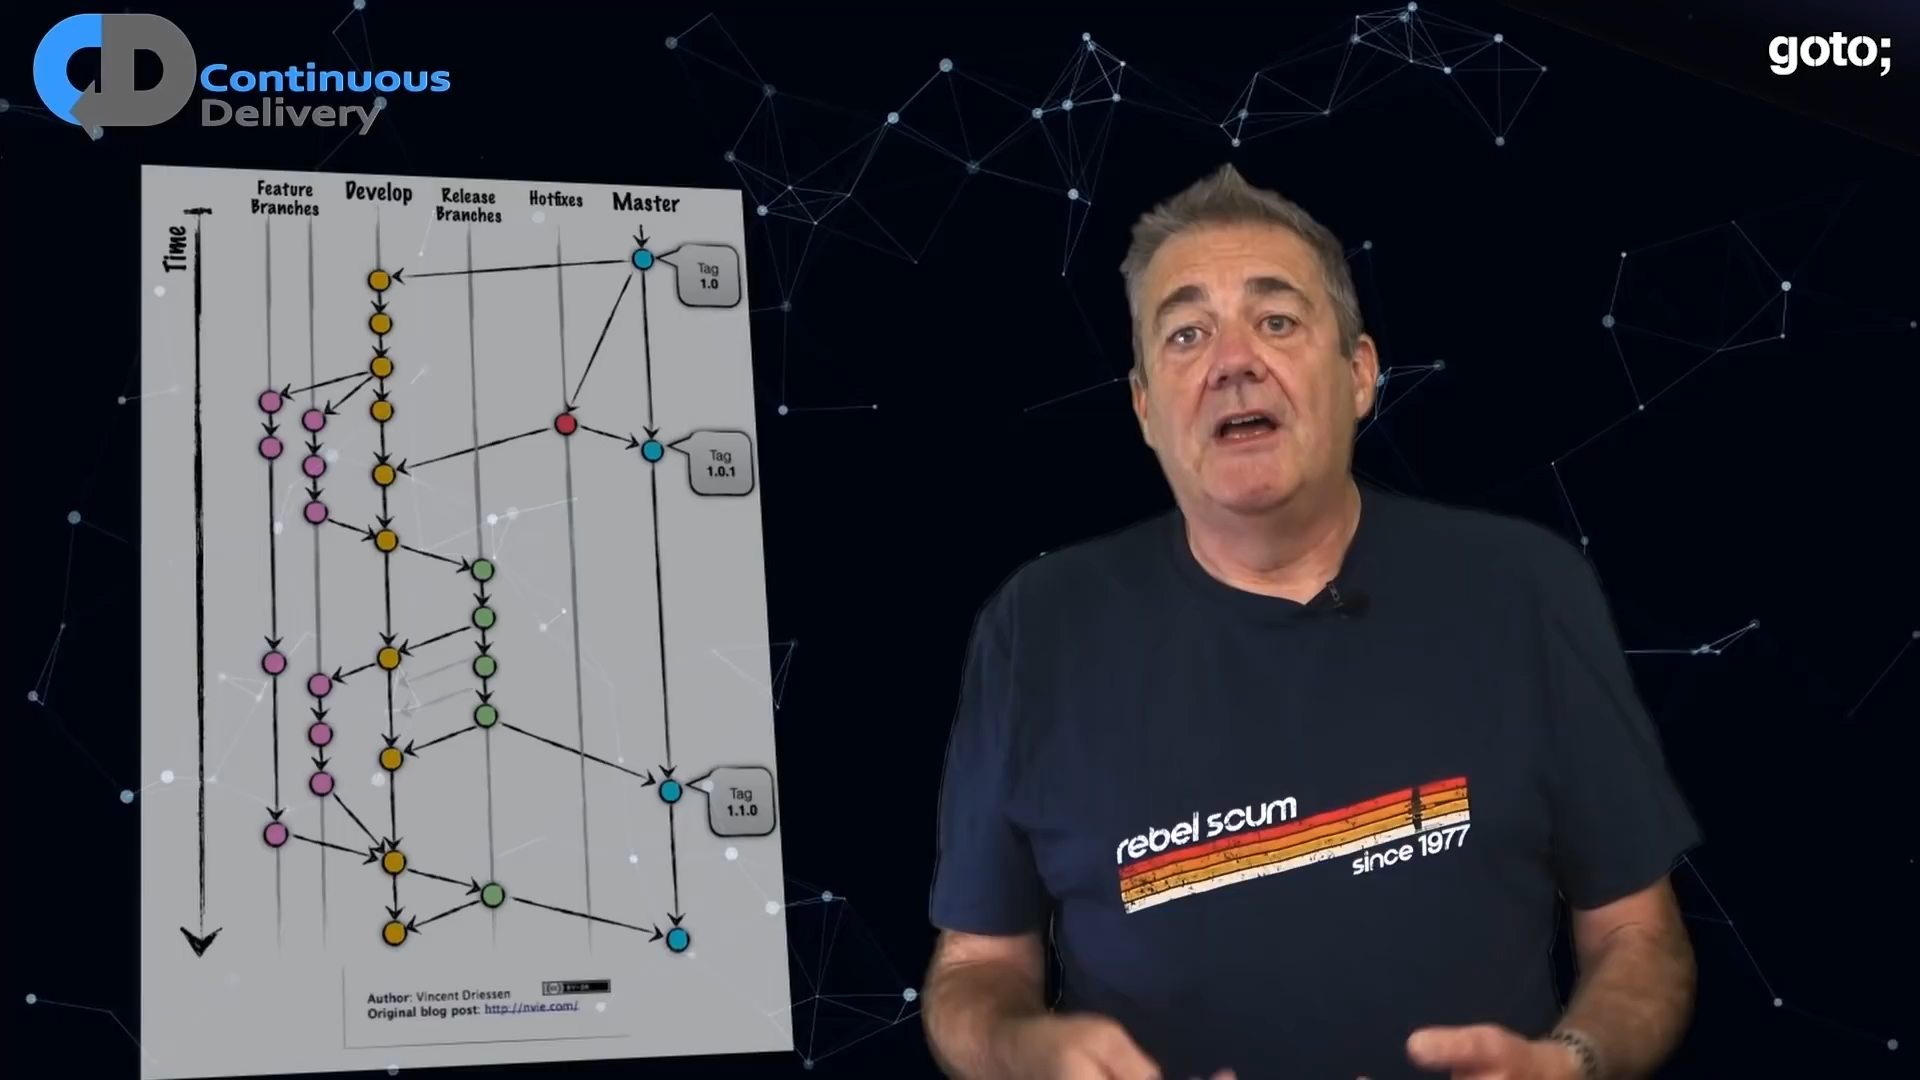 Continuous
Delivery
goto;
Feature
Branches
Develop
Release
Branches
Hotfixes
Master
Time
Tag
1.0
Tag
1.0.1
Tag
1.1.0
Author: Vincent Driessen
Original blog post: http://nvie.com/
rebel scum
since 1977